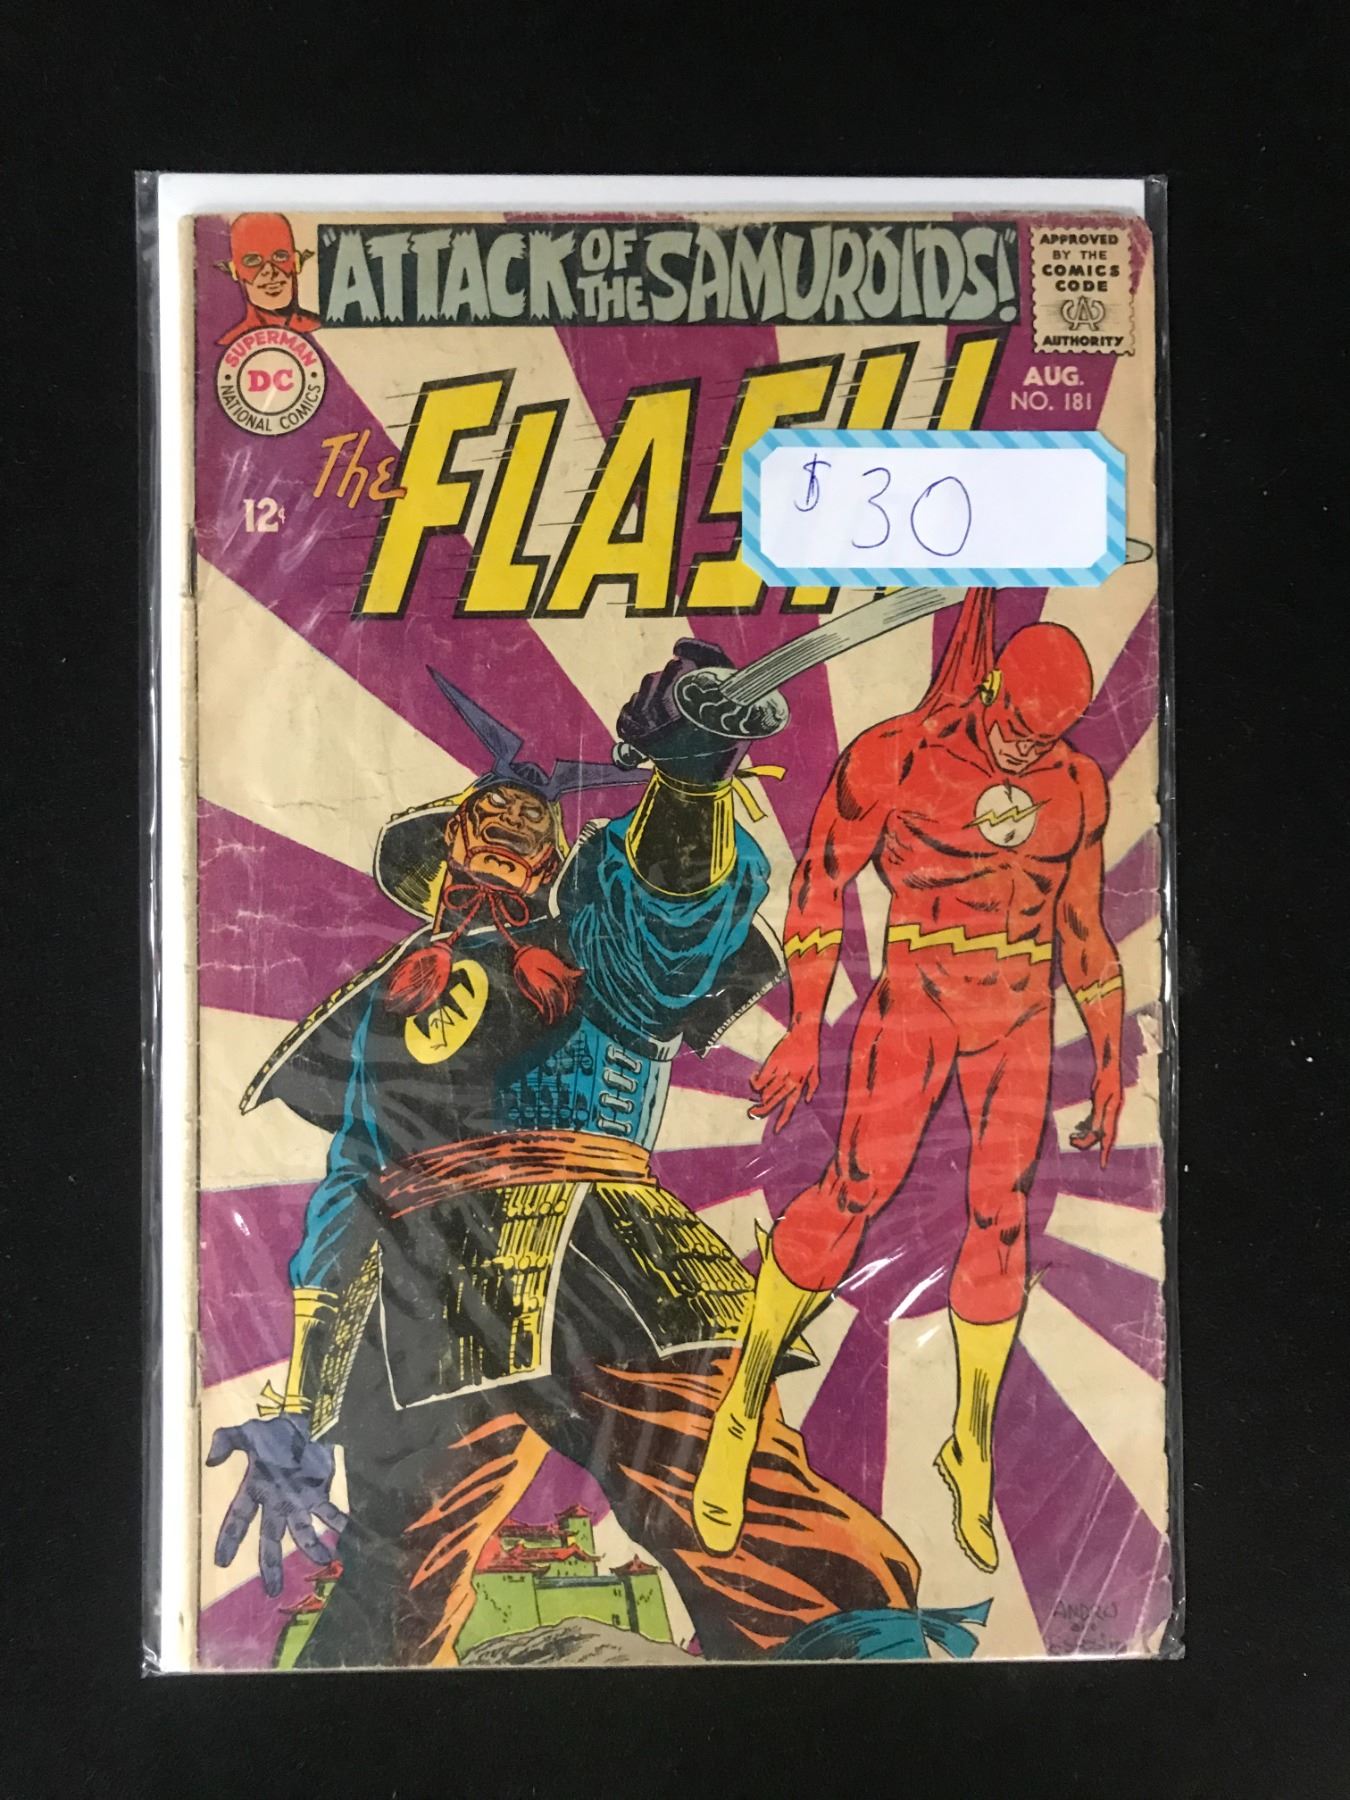 "ATTACK OF THE SAMUROIDS!"
APPROVED
BY THE
COMICS
CODE
AUTHORITY
SUPERMAN
DC
NATIONAL COMICS
AUG.
NO. 181
The FLASH
12¢
$30
ANDRU